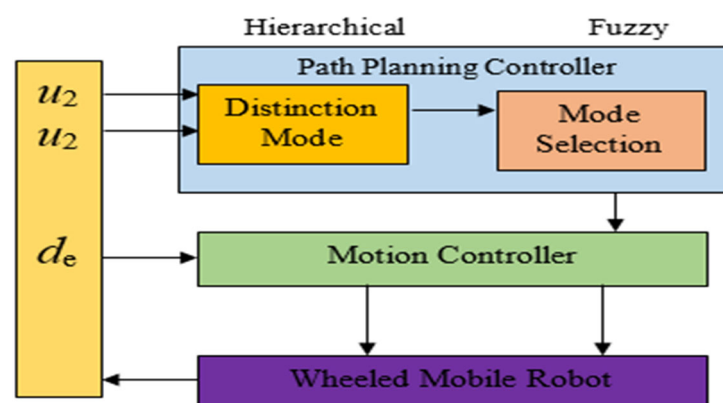 Hierarchical Fuzzy
Path Planning Controller
u2
u2
Distinction
Mode
Mode
Selection
de
Motion Controller
Wheeled Mobile Robot